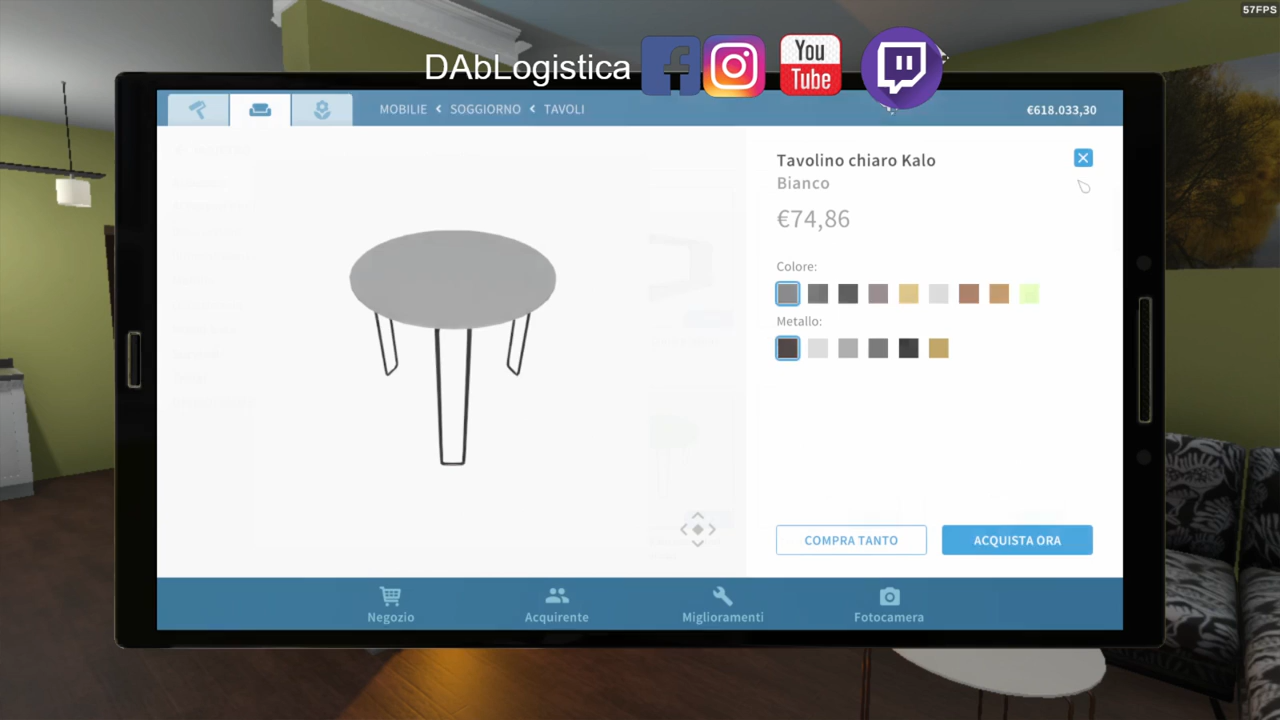 57FPS
DAbLogistica
You
Tube
MOBILIE < SOGGIORNO < TAVOLI
€618.033,30
Tavolino chiaro Kalo
Bianco
€74,86
Colore:
Metallo:
COMPRA TANTO
ACQUISTA ORA
Negozio
Acquirente
Miglioramenti
Fotocamera